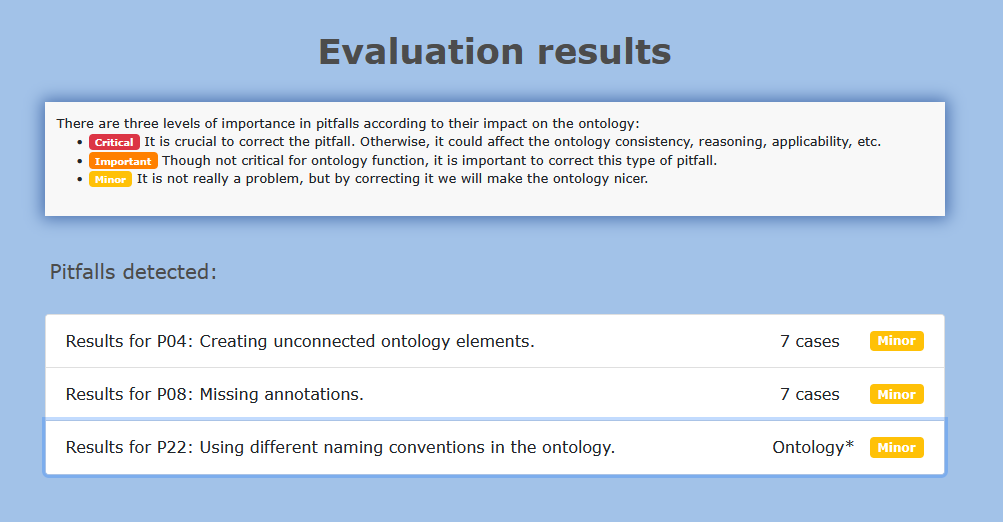 Evaluation results
There are three levels of importance in pitfalls according to their impact on the ontology:
• Critical It is crucial to correct the pitfall. Otherwise, it could affect the ontology consistency, reasoning, applicability, etc.
• Important Though not critical for ontology function, it is important to correct this type of pitfall.
• Minor It is not really a problem, but by correcting it we will make the ontology nicer.
Pitfalls detected:
Results for P04: Creating unconnected ontology elements. 7 cases Minor
Results for P08: Missing annotations. 7 cases Minor
Results for P22: Using different naming conventions in the ontology. Ontology* Minor